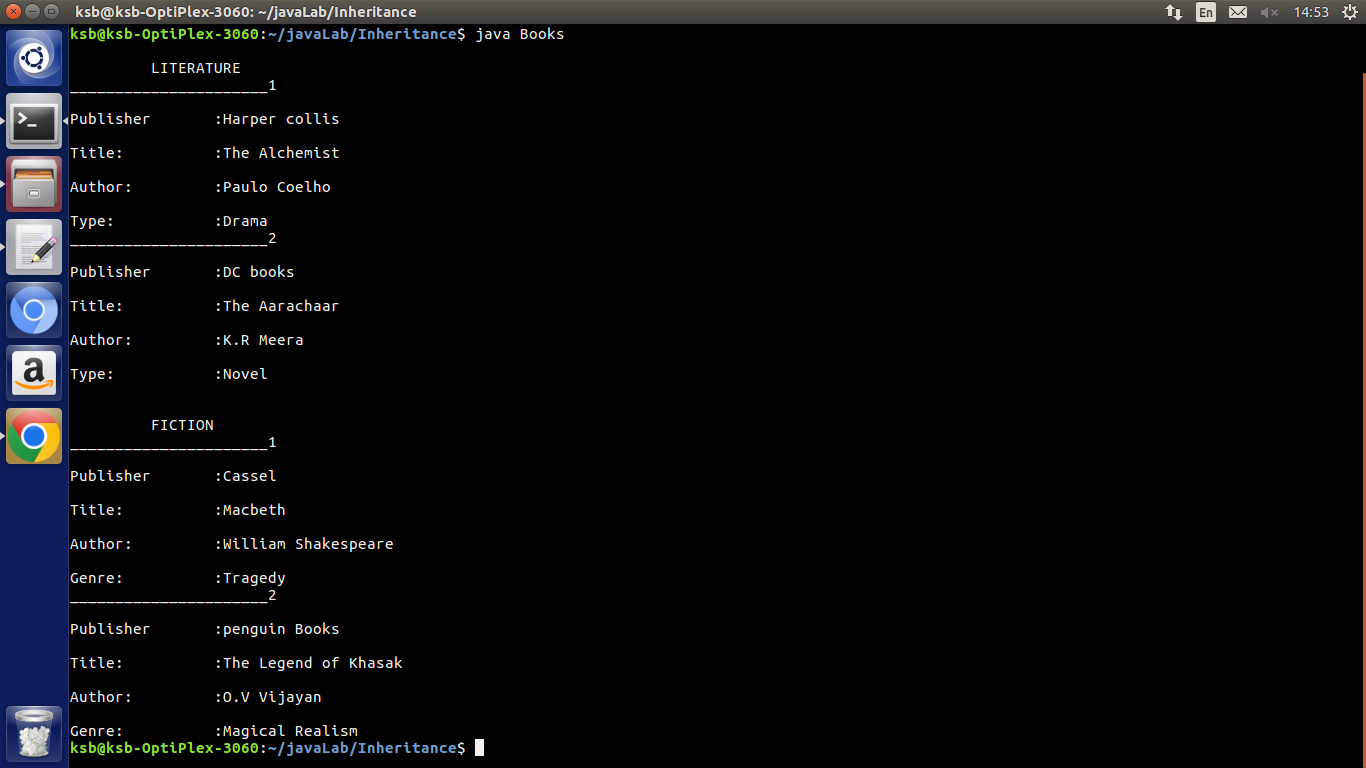 ksb@ksb-OptiPlex-3060: ~/javaLab/Inheritance
En
14:53
ksb@ksb-OptiPlex-3060:~/javaLab/Inheritance$ java Books
LITERATURE
______________________1
Publisher :Harper collis
Title: :The Alchemist
Author: :Paulo Coelho
Type: :Drama
______________________2
Publisher :DC books
Title: :The Aarachaar
Author: :K.R Meera
Type: :Novel
FICTION
______________________1
Publisher :Cassel
Title: :Macbeth
Author: :William Shakespeare
Genre: :Tragedy
______________________2
Publisher :penguin Books
Title: :The Legend of Khasak
Author: :O.V Vijayan
Genre: :Magical Realism
ksb@ksb-OptiPlex-3060:~/javaLab/Inheritance$